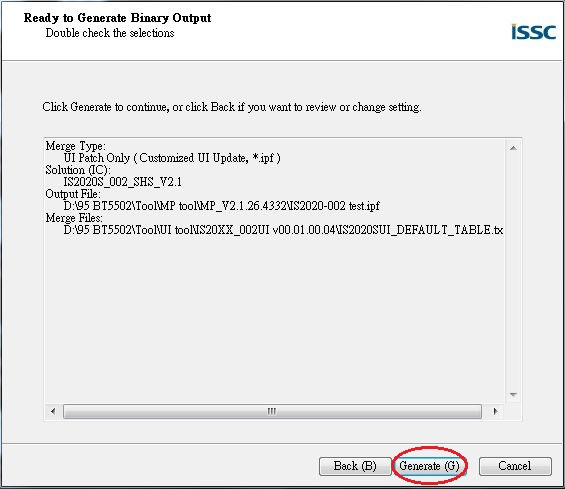 Ready to Generate Binary Output
Double check the selections
ISSC
Click Generate to continue, or click Back if you want to review or change setting.
Merge Type:
UI Patch Only ( Customized UI Update, *.ipf )
Solution (IC):
IS2020S_002_SHS_V2.1
Output File:
D:\95 BT5502\Tool\MP tool\MP_V2.1.26.4332\IS2020-002 test.ipf
Merge Files:
D:\95 BT5502\Tool\UI tool\IS20XX_002UI v00.01.00.04\IS2020SUI_DEFAULT_TABLE.tx
Back (B) Generate (G) Cancel